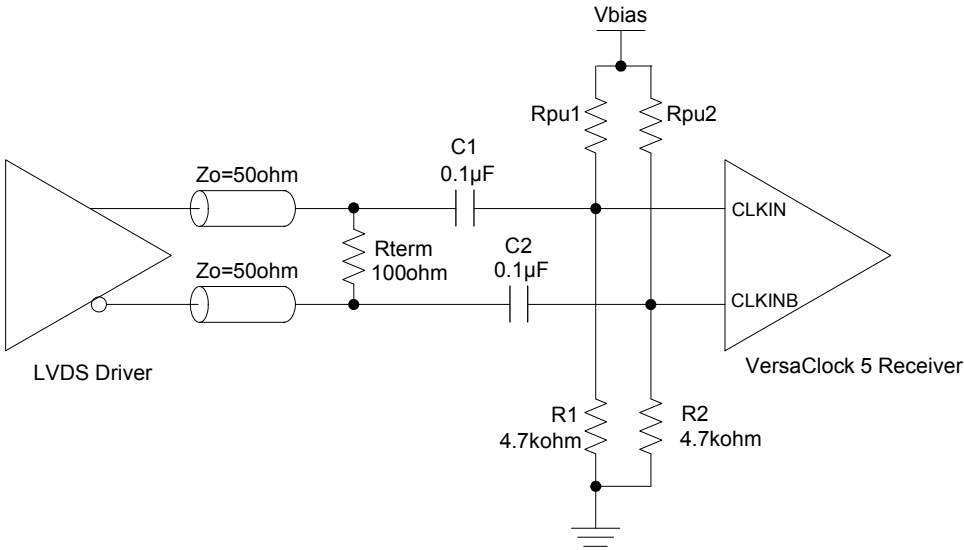 Vbias
Rpu1
Rpu2
C1
0.1µF
Zo=50ohm
CLKIN
Rterm
100ohm
C2
0.1µF
Zo=50ohm
CLKINB
LVDS Driver
VersaClock 5 Receiver
R1
4.7kohm
R2
4.7kohm